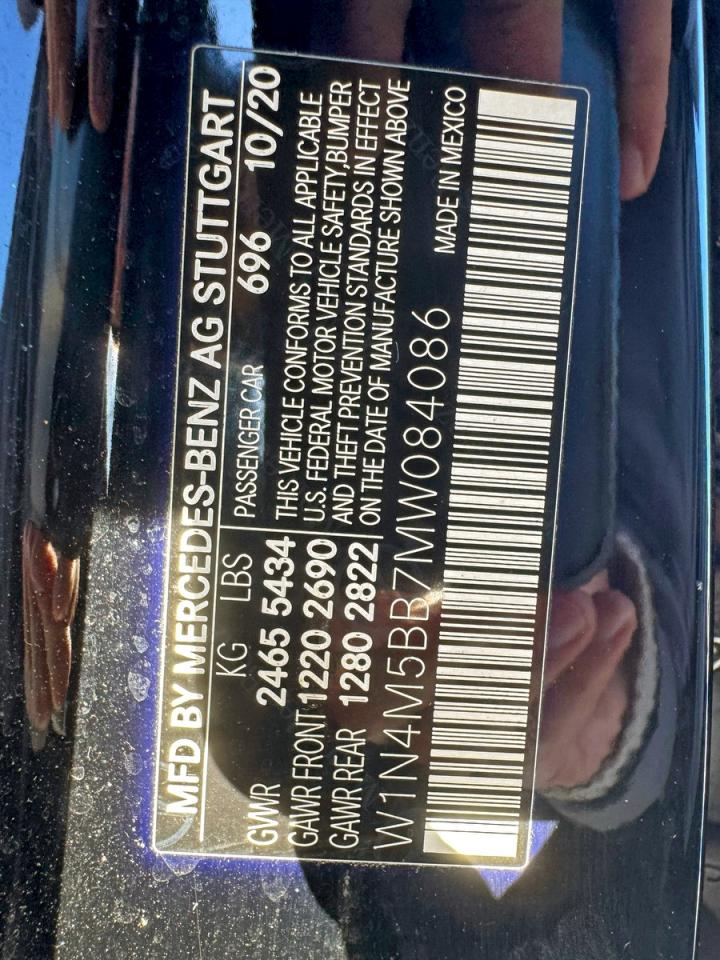 MFD BY MERCEDES-BENZ AG STUTTGART
KG LBS PASSENGER CAR 696 10/20
GVWR 2465 5434 THIS VEHICLE CONFORMS TO ALL APPLICABLE
GAWR FRONT 1220 2690 U.S. FEDERAL MOTOR VEHICLE SAFETY, BUMPER
GAWR REAR 1280 2822 AND THEFT PREVENTION STANDARDS IN EFFECT
ON THE DATE OF MANUFACTURE SHOWN ABOVE
W1N4M5BB7MW084086 MADE IN MEXICO